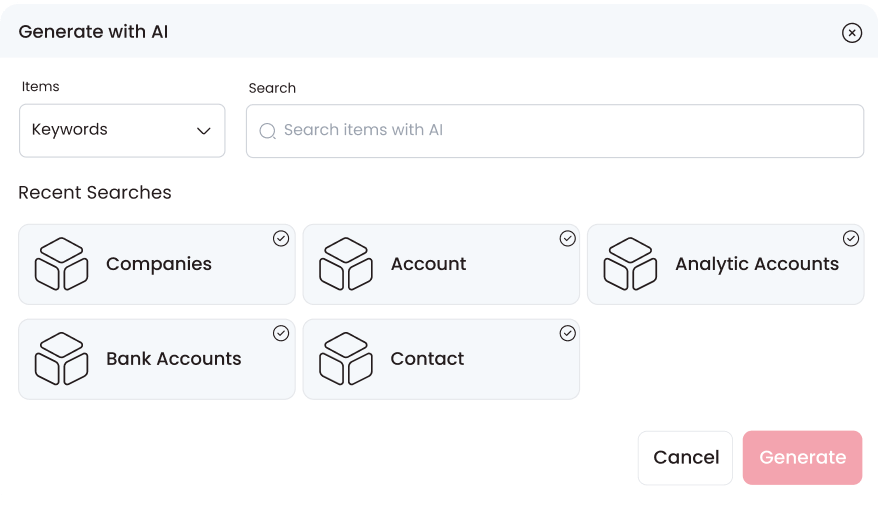 Generate with AI
Items
Search
Keywords
Search items with AI
Recent Searches
Companies
Account
Analytic Accounts
Bank Accounts
Contact
Cancel
Generate